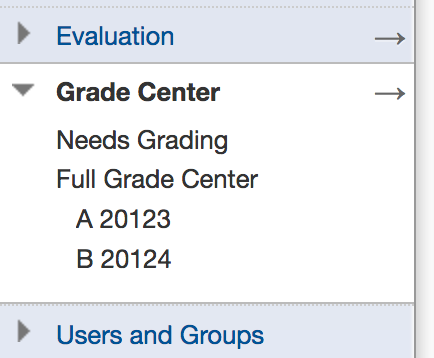 Evaluation
Grade Center
Needs Grading
Full Grade Center
A 20123
B 20124
Users and Groups